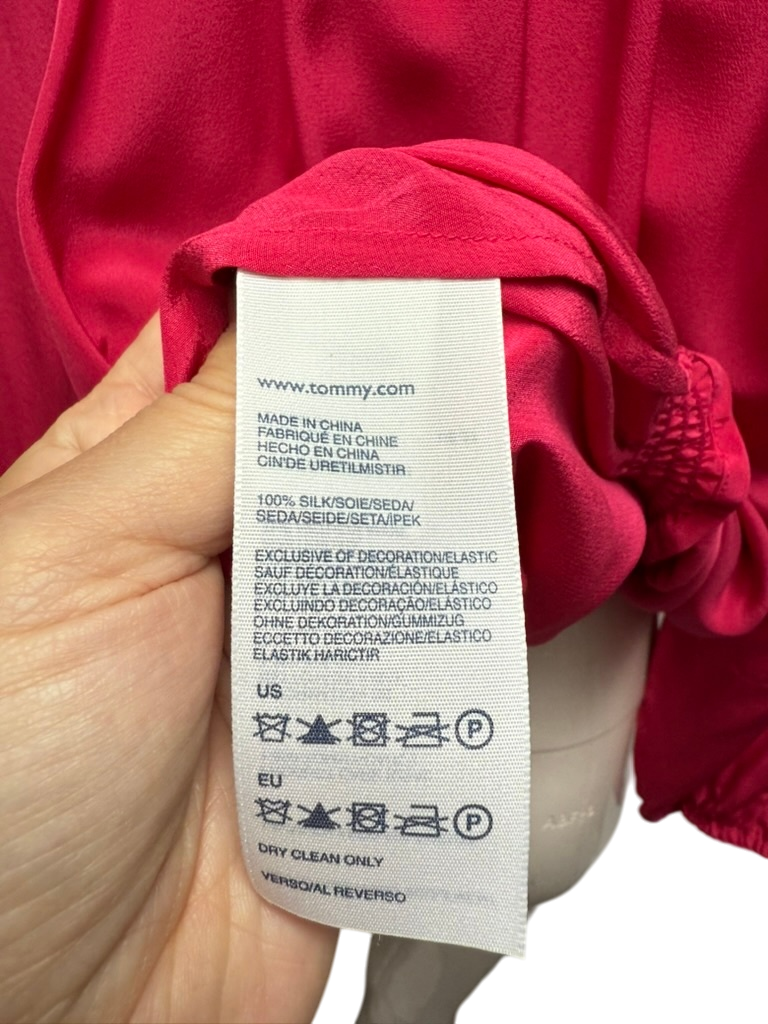 www.tommy.com
MADE IN CHINA
FABRIQUÉ EN CHINE
HECHO EN CHINA
CIN'DE URETILMISTIR
100% SILK/SOIE/SEDA/
SEDA/SEIDE/SETA/İPEK
EXCLUSIVE OF DECORATION/ELASTIC
SAUF DÉCORATION/ÉLASTIQUE
EXCLUYE LA DECORACIÓN/ELÁSTICO
EXCLUINDO DECORAÇÃO/ELÁSTICO
OHNE DEKORATION/GUMMIZUG
ECCETTO DECORAZIONE/ELASTICO
ELASTIK HARICTIR
US
P
EU
P
DRY CLEAN ONLY
VERSO/AL REVERSO